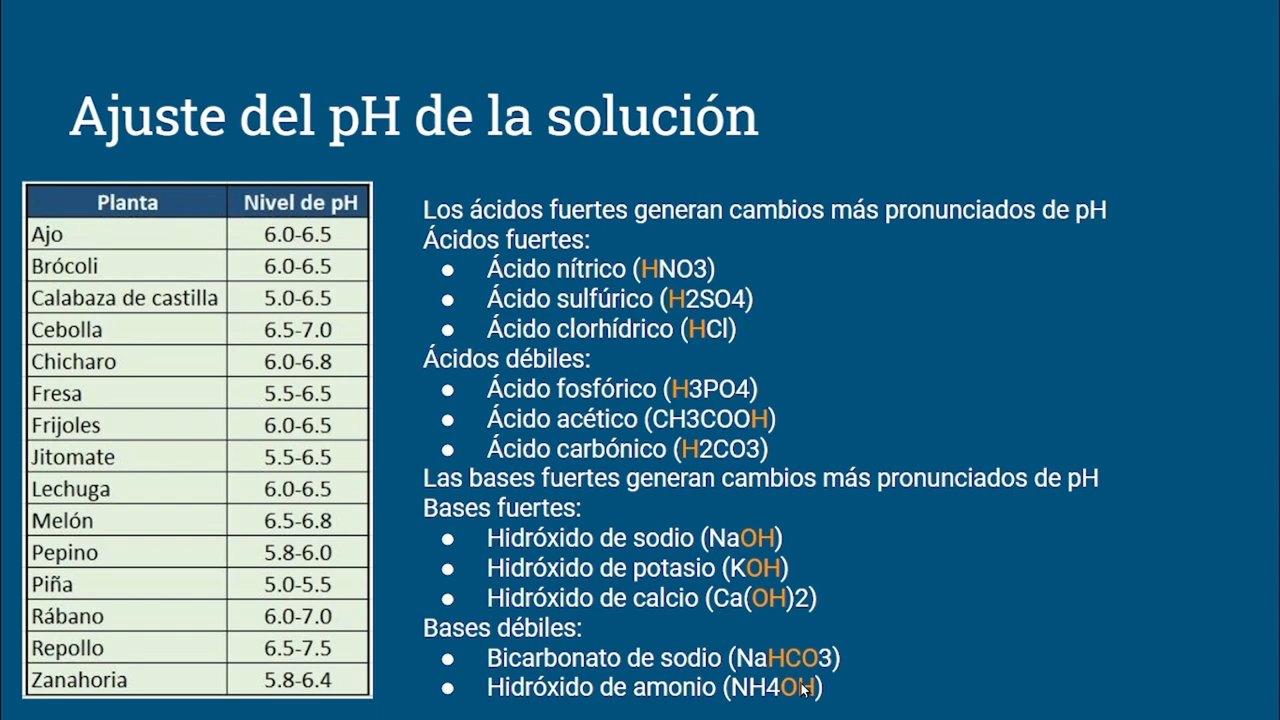 Ajuste del pH de la solución
Planta Nivel de pH
Ajo 6.0-6.5
Brócoli 6.0-6.5
Calabaza de castilla 5.0-6.5
Cebolla 6.5-7.0
Chicharo 6.0-6.8
Fresa 5.5-6.5
Frijoles 6.0-6.5
Jitomate 5.5-6.5
Lechuga 6.0-6.5
Melón 6.5-6.8
Pepino 5.8-6.0
Piña 5.0-5.5
Rábano 6.0-7.0
Repollo 6.5-7.5
Zanahoria 5.8-6.4
Los ácidos fuertes generan cambios más pronunciados de pH
Ácidos fuertes:
● Ácido nítrico (HNO3)
● Ácido sulfúrico (H2SO4)
● Ácido clorhídrico (HCl)
Ácidos débiles:
● Ácido fosfórico (H3PO4)
● Ácido acético (CH3COOH)
● Ácido carbónico (H2CO3)
Las bases fuertes generan cambios más pronunciados de pH
Bases fuertes:
● Hidróxido de sodio (NaOH)
● Hidróxido de potasio (KOH)
● Hidróxido de calcio (Ca(OH)2)
Bases débiles:
● Bicarbonato de sodio (NaHCO3)
● Hidróxido de amonio (NH4OH)